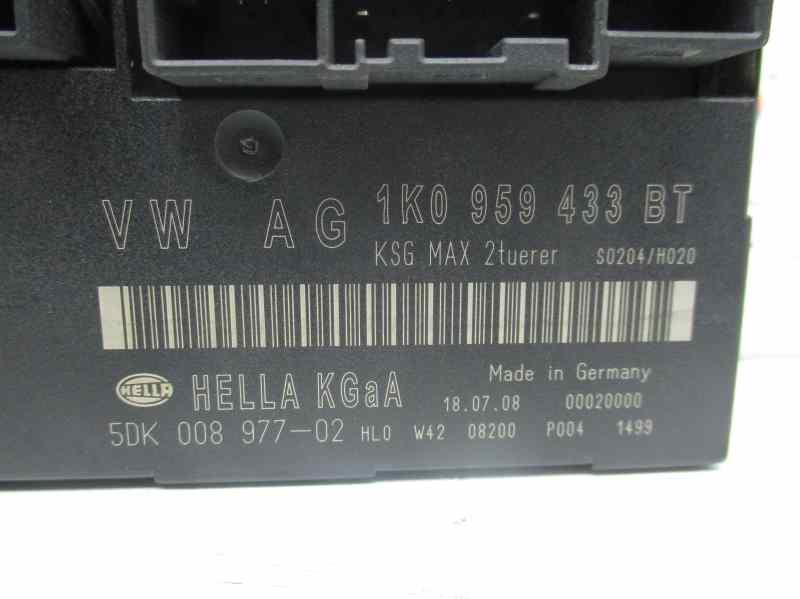 VW AG 1K0 959 433 BT
KSG MAX 2tuerer S0204/H020
Made in Germany
HELLA HELLA KGaA 18.07.08 00020000
5DK 008 977-02 HLO W42 08200 P004 1499